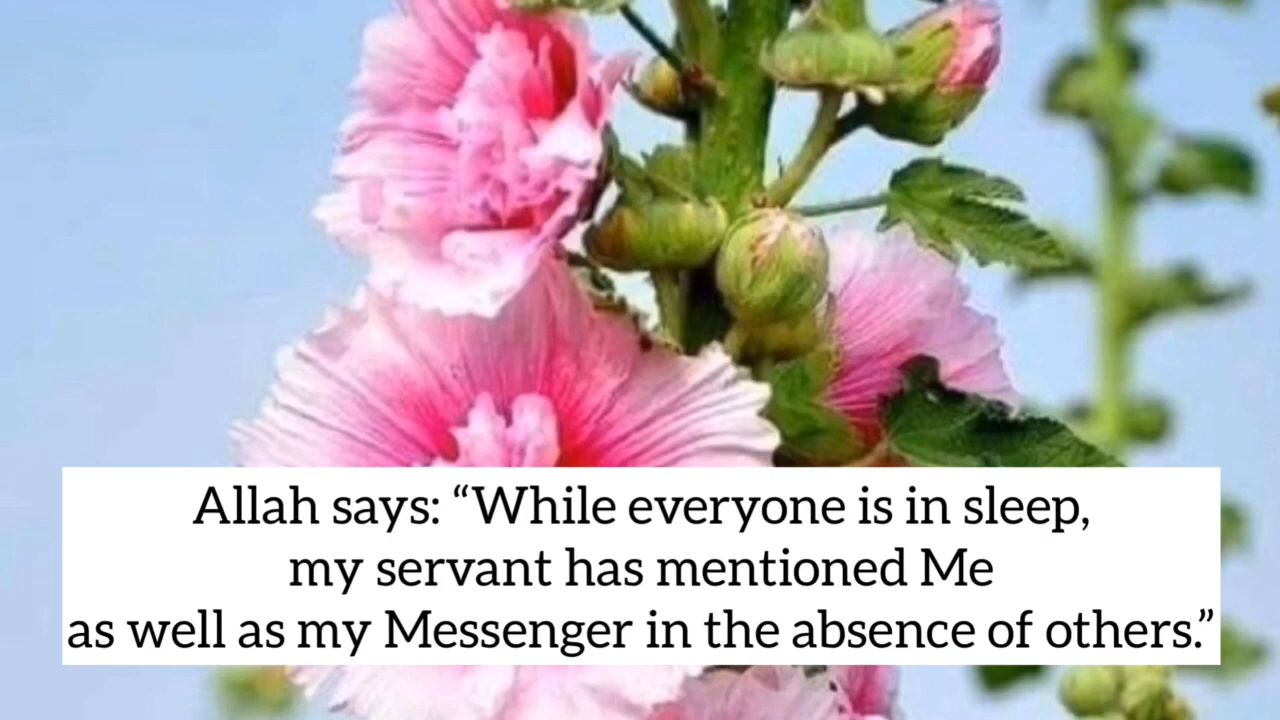 Allah says: “While everyone is in sleep,
my servant has mentioned Me
as well as my Messenger in the absence of others.”